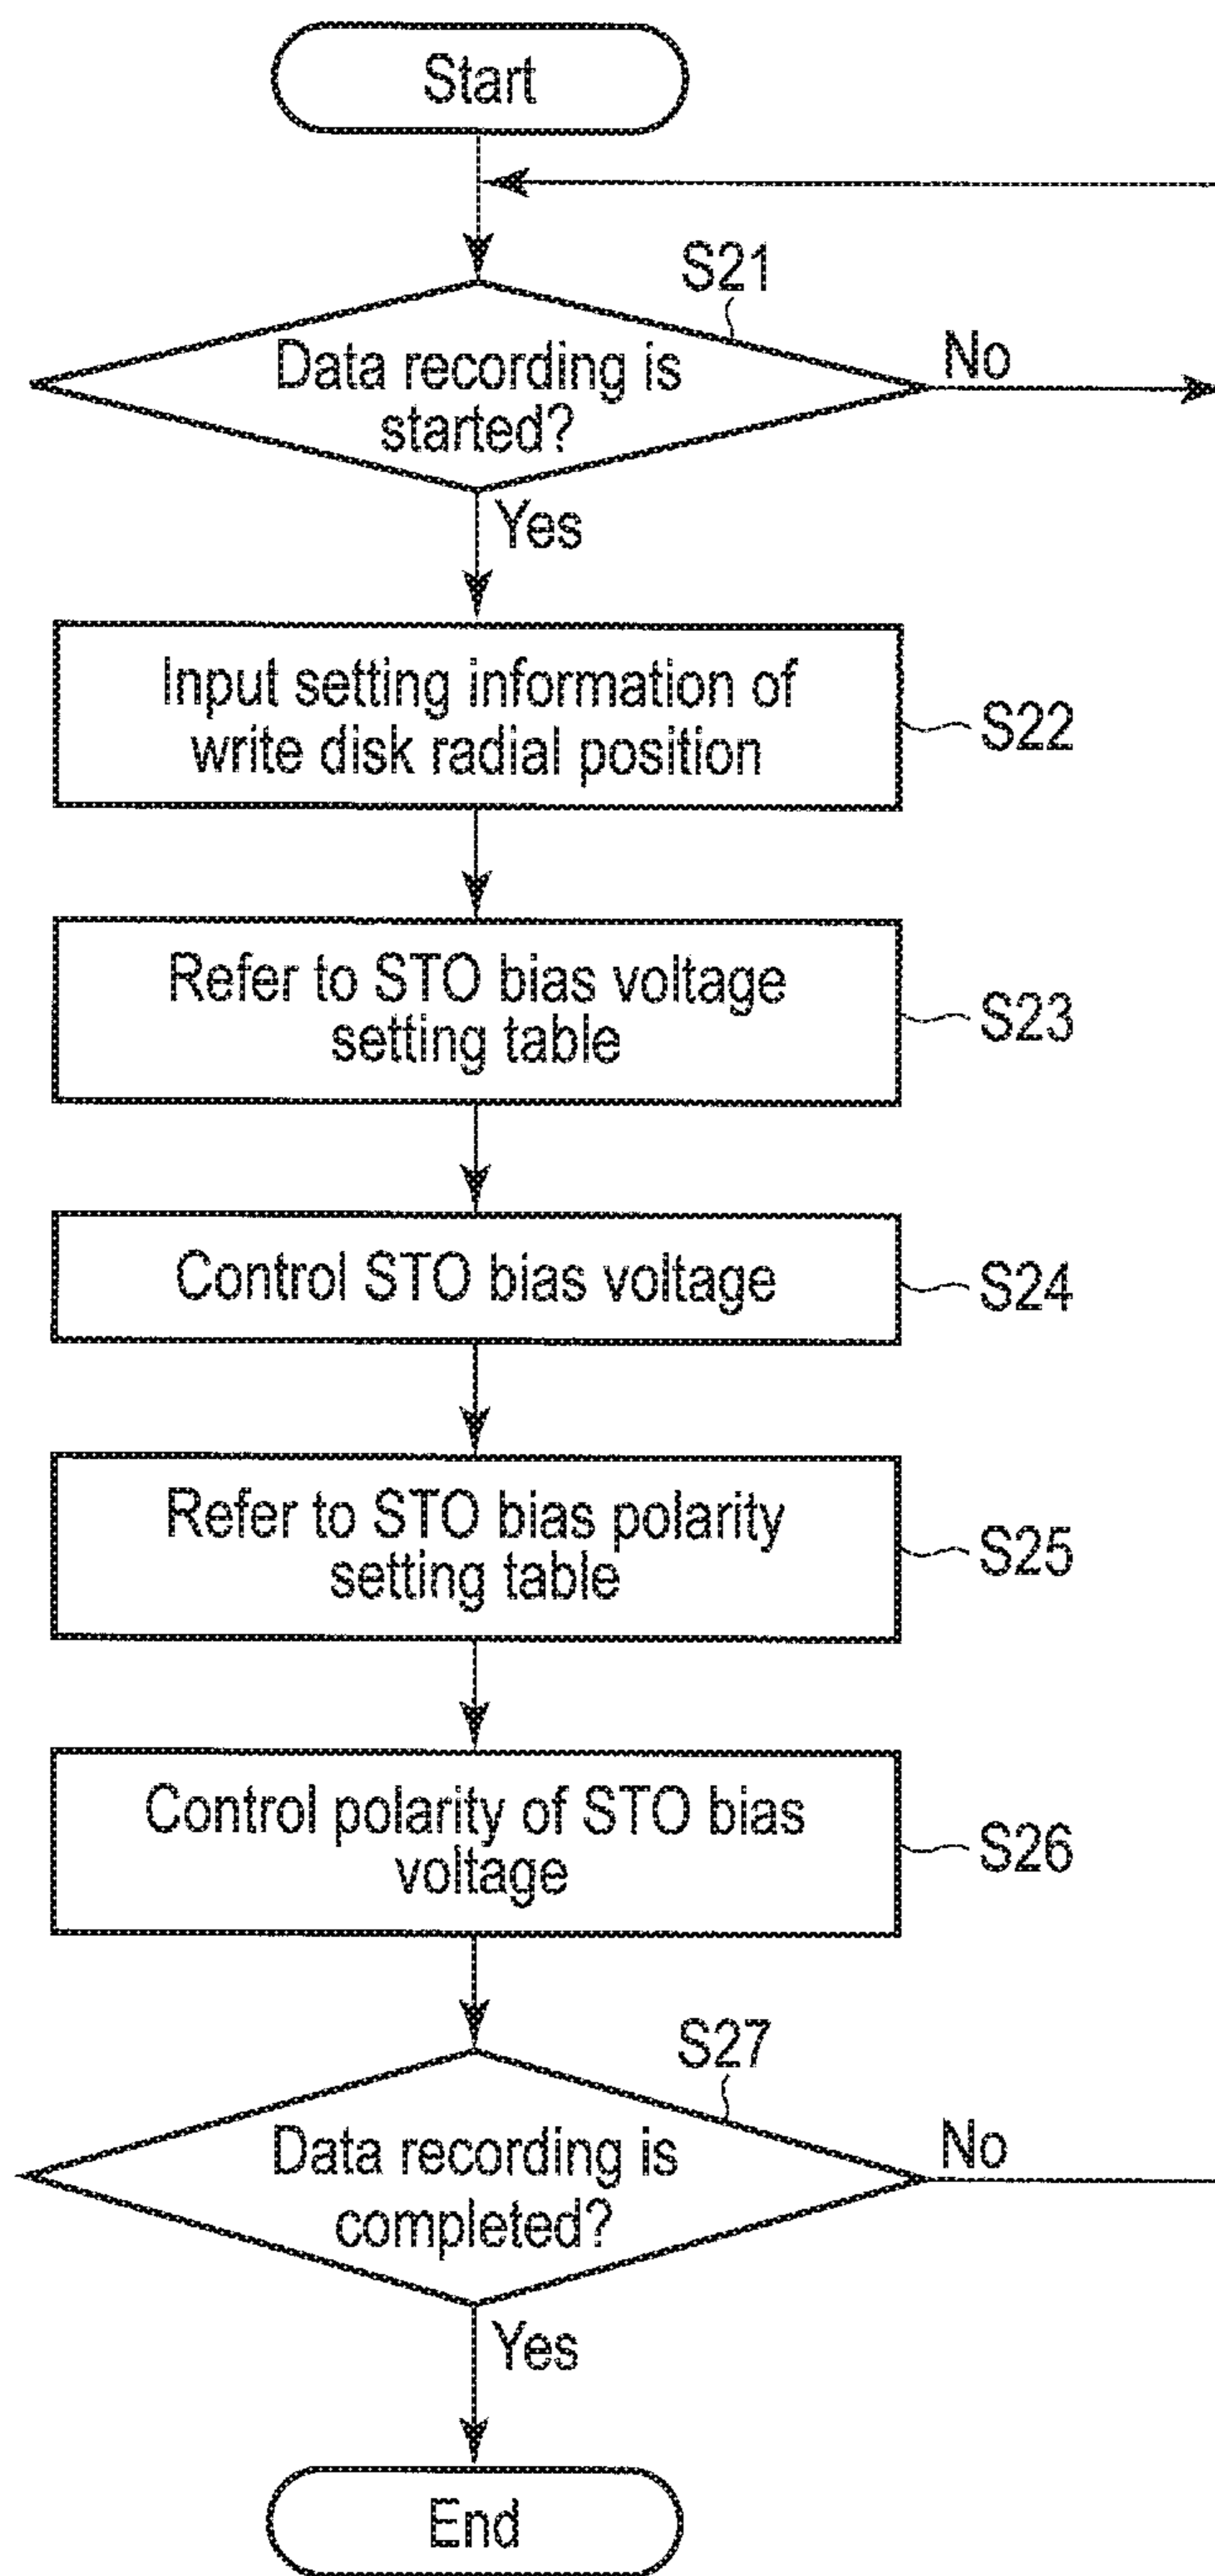 Start
S21
Data recording is
started?
No
Yes
Input setting information of
write disk radial position
S22
Refer to STO bias voltage
setting table
S23
Control STO bias voltage
S24
Refer to STO bias polarity
setting table
S25
Control polarity of STO bias
voltage
S26
S27
Data recording is
completed?
No
Yes
End